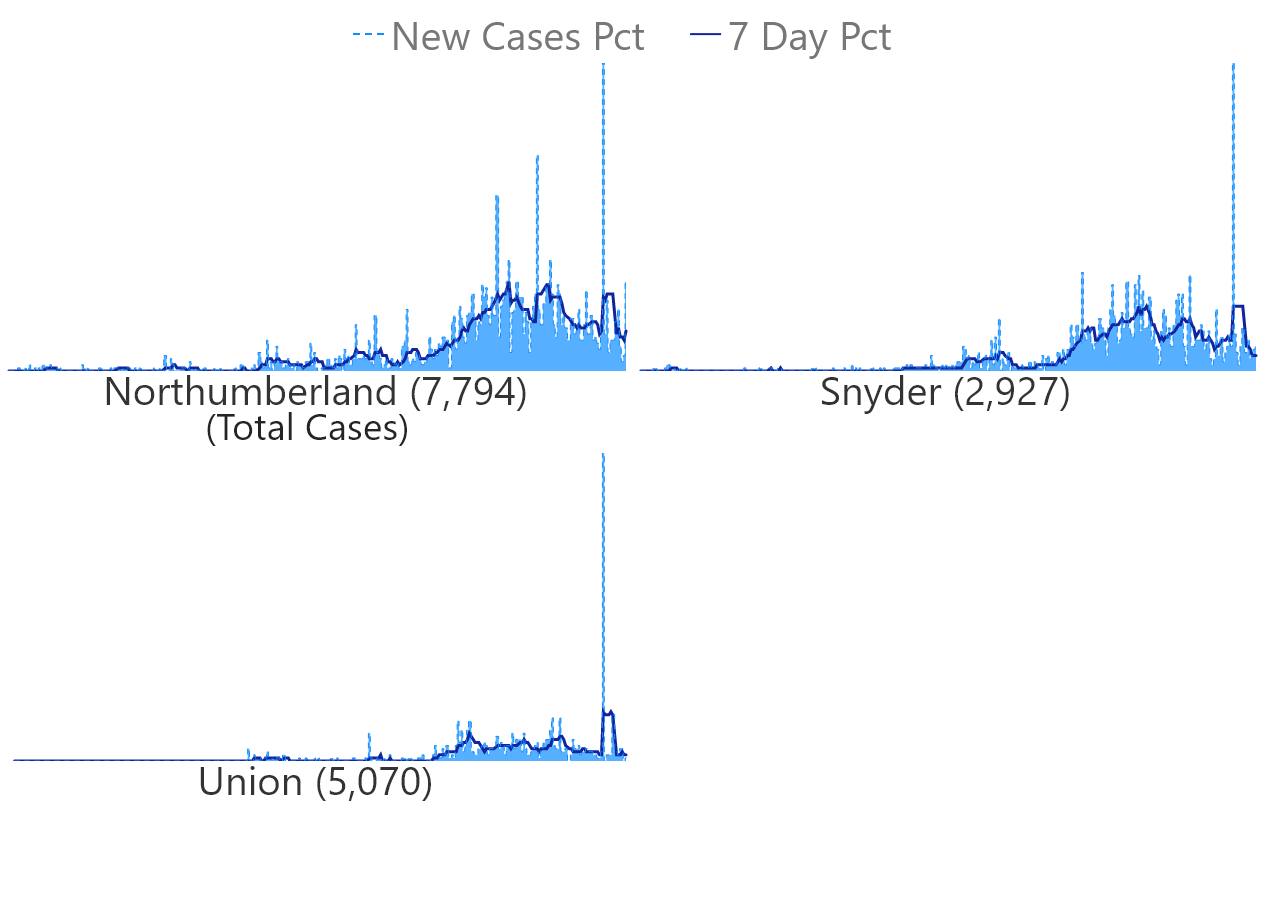 New Cases Pct 7 Day Pct
Northumberland (7,794) Snyder (2,927)
(Total Cases)
Union (5,070)